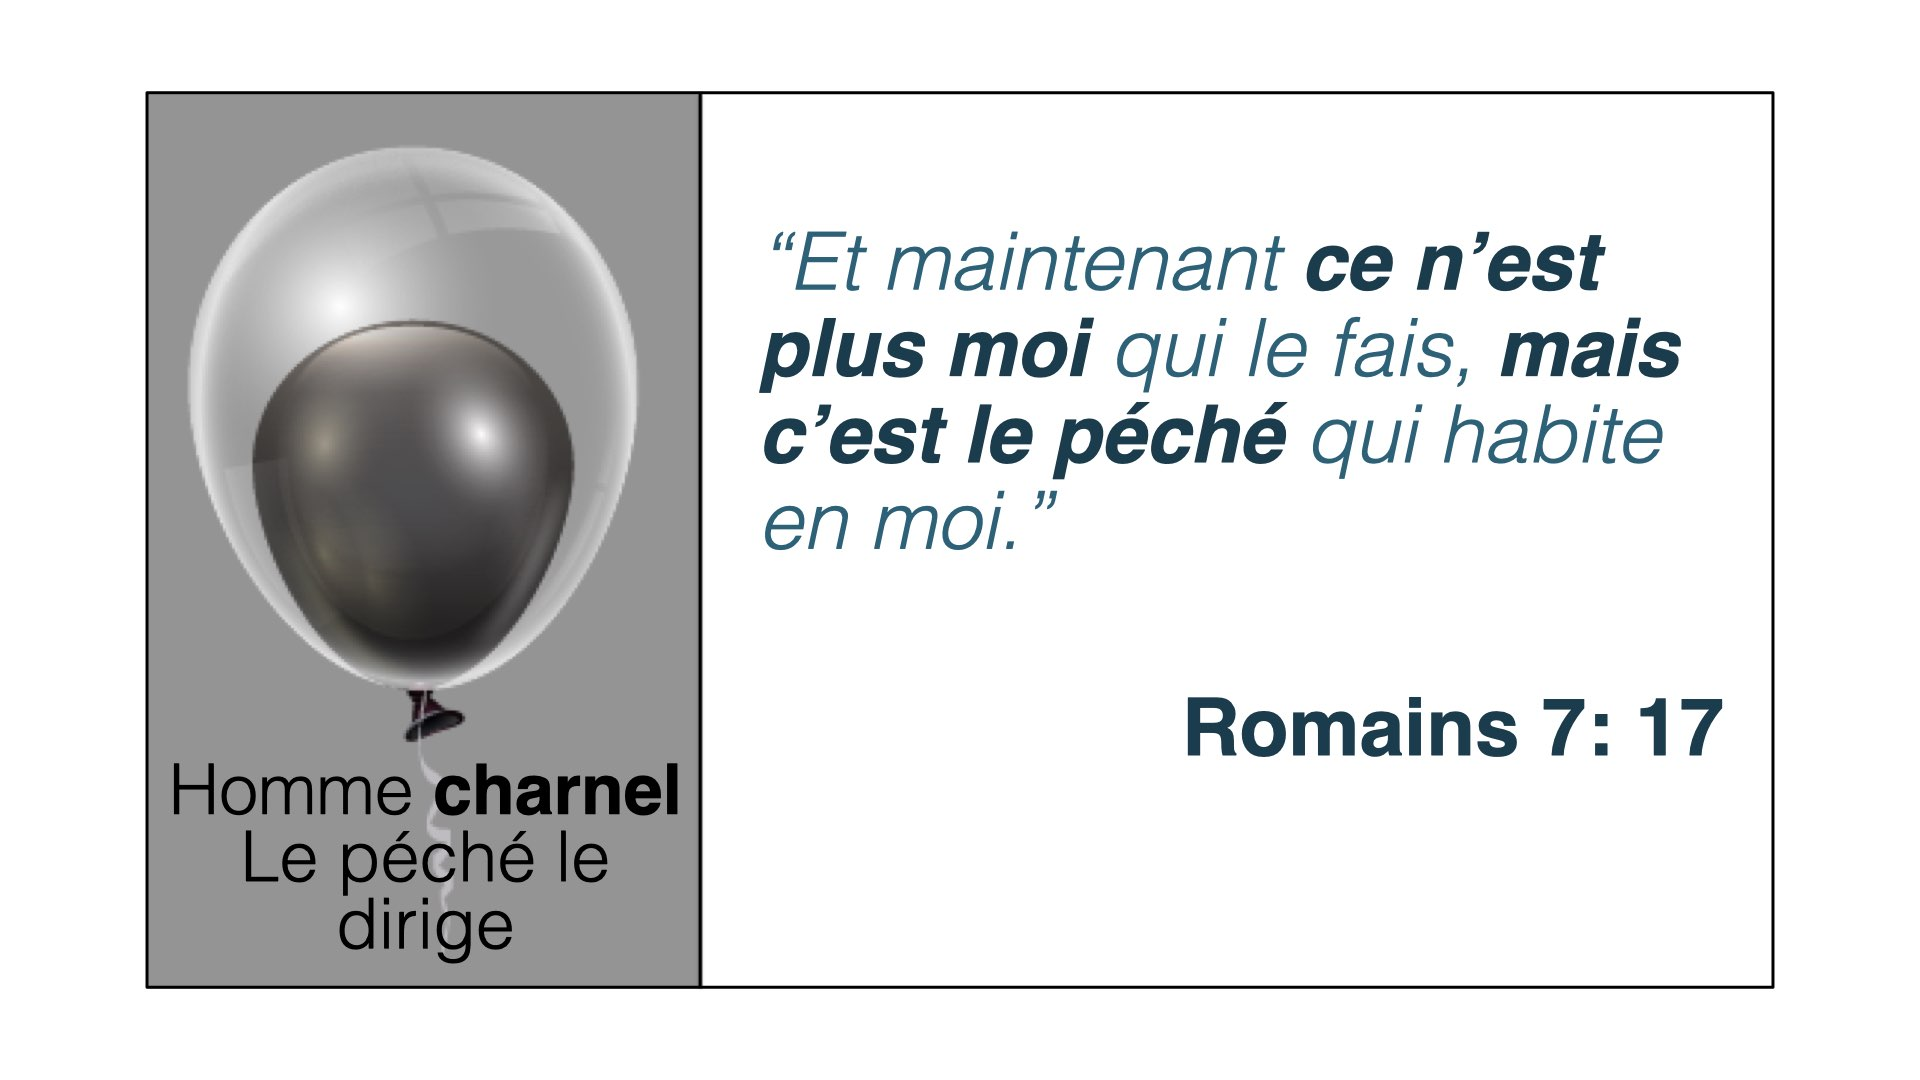 Homme charnel
Le péché le
dirige
“Et maintenant ce n’est
plus moi qui le fais, mais
c’est le péché qui habite
en moi.”
Romains 7: 17